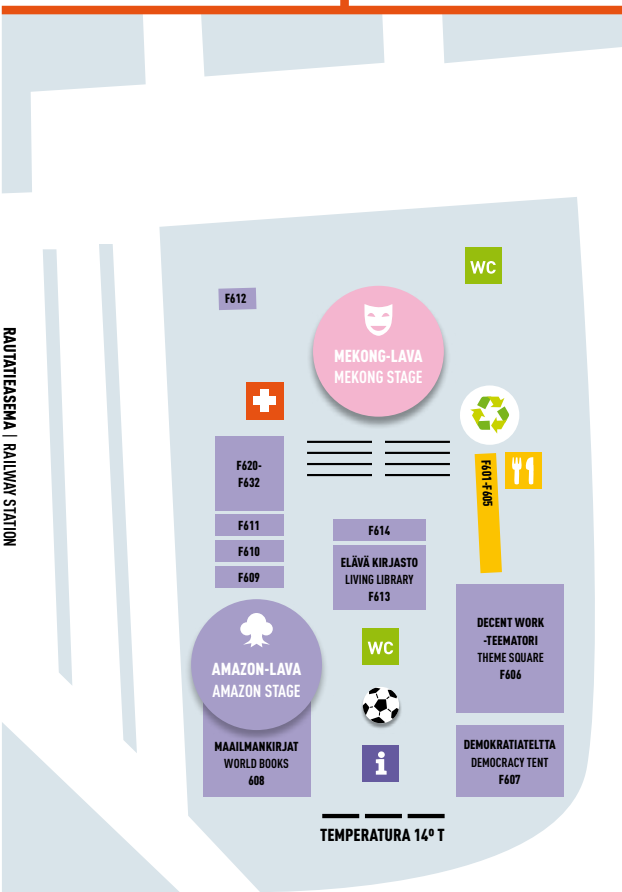 WC
F612
MEKONG-LAVA
MEKONG STAGE
RAUTATIEASEMA | RAILWAY STATION
F620-
F632
F601-F605
F611
F614
F610
ELÄVÄ KIRJASTO
LIVING LIBRARY
F613
F609
DECENT WORK
-TEEMATORI
THEME SQUARE
F606
WC
AMAZON-LAVA
AMAZON STAGE
MAAILMANKIRJAT
WORLD BOOKS
608
i
DEMOKRATIATELTTA
DEMOCRACY TENT
F607
TEMPERATURA 14º T